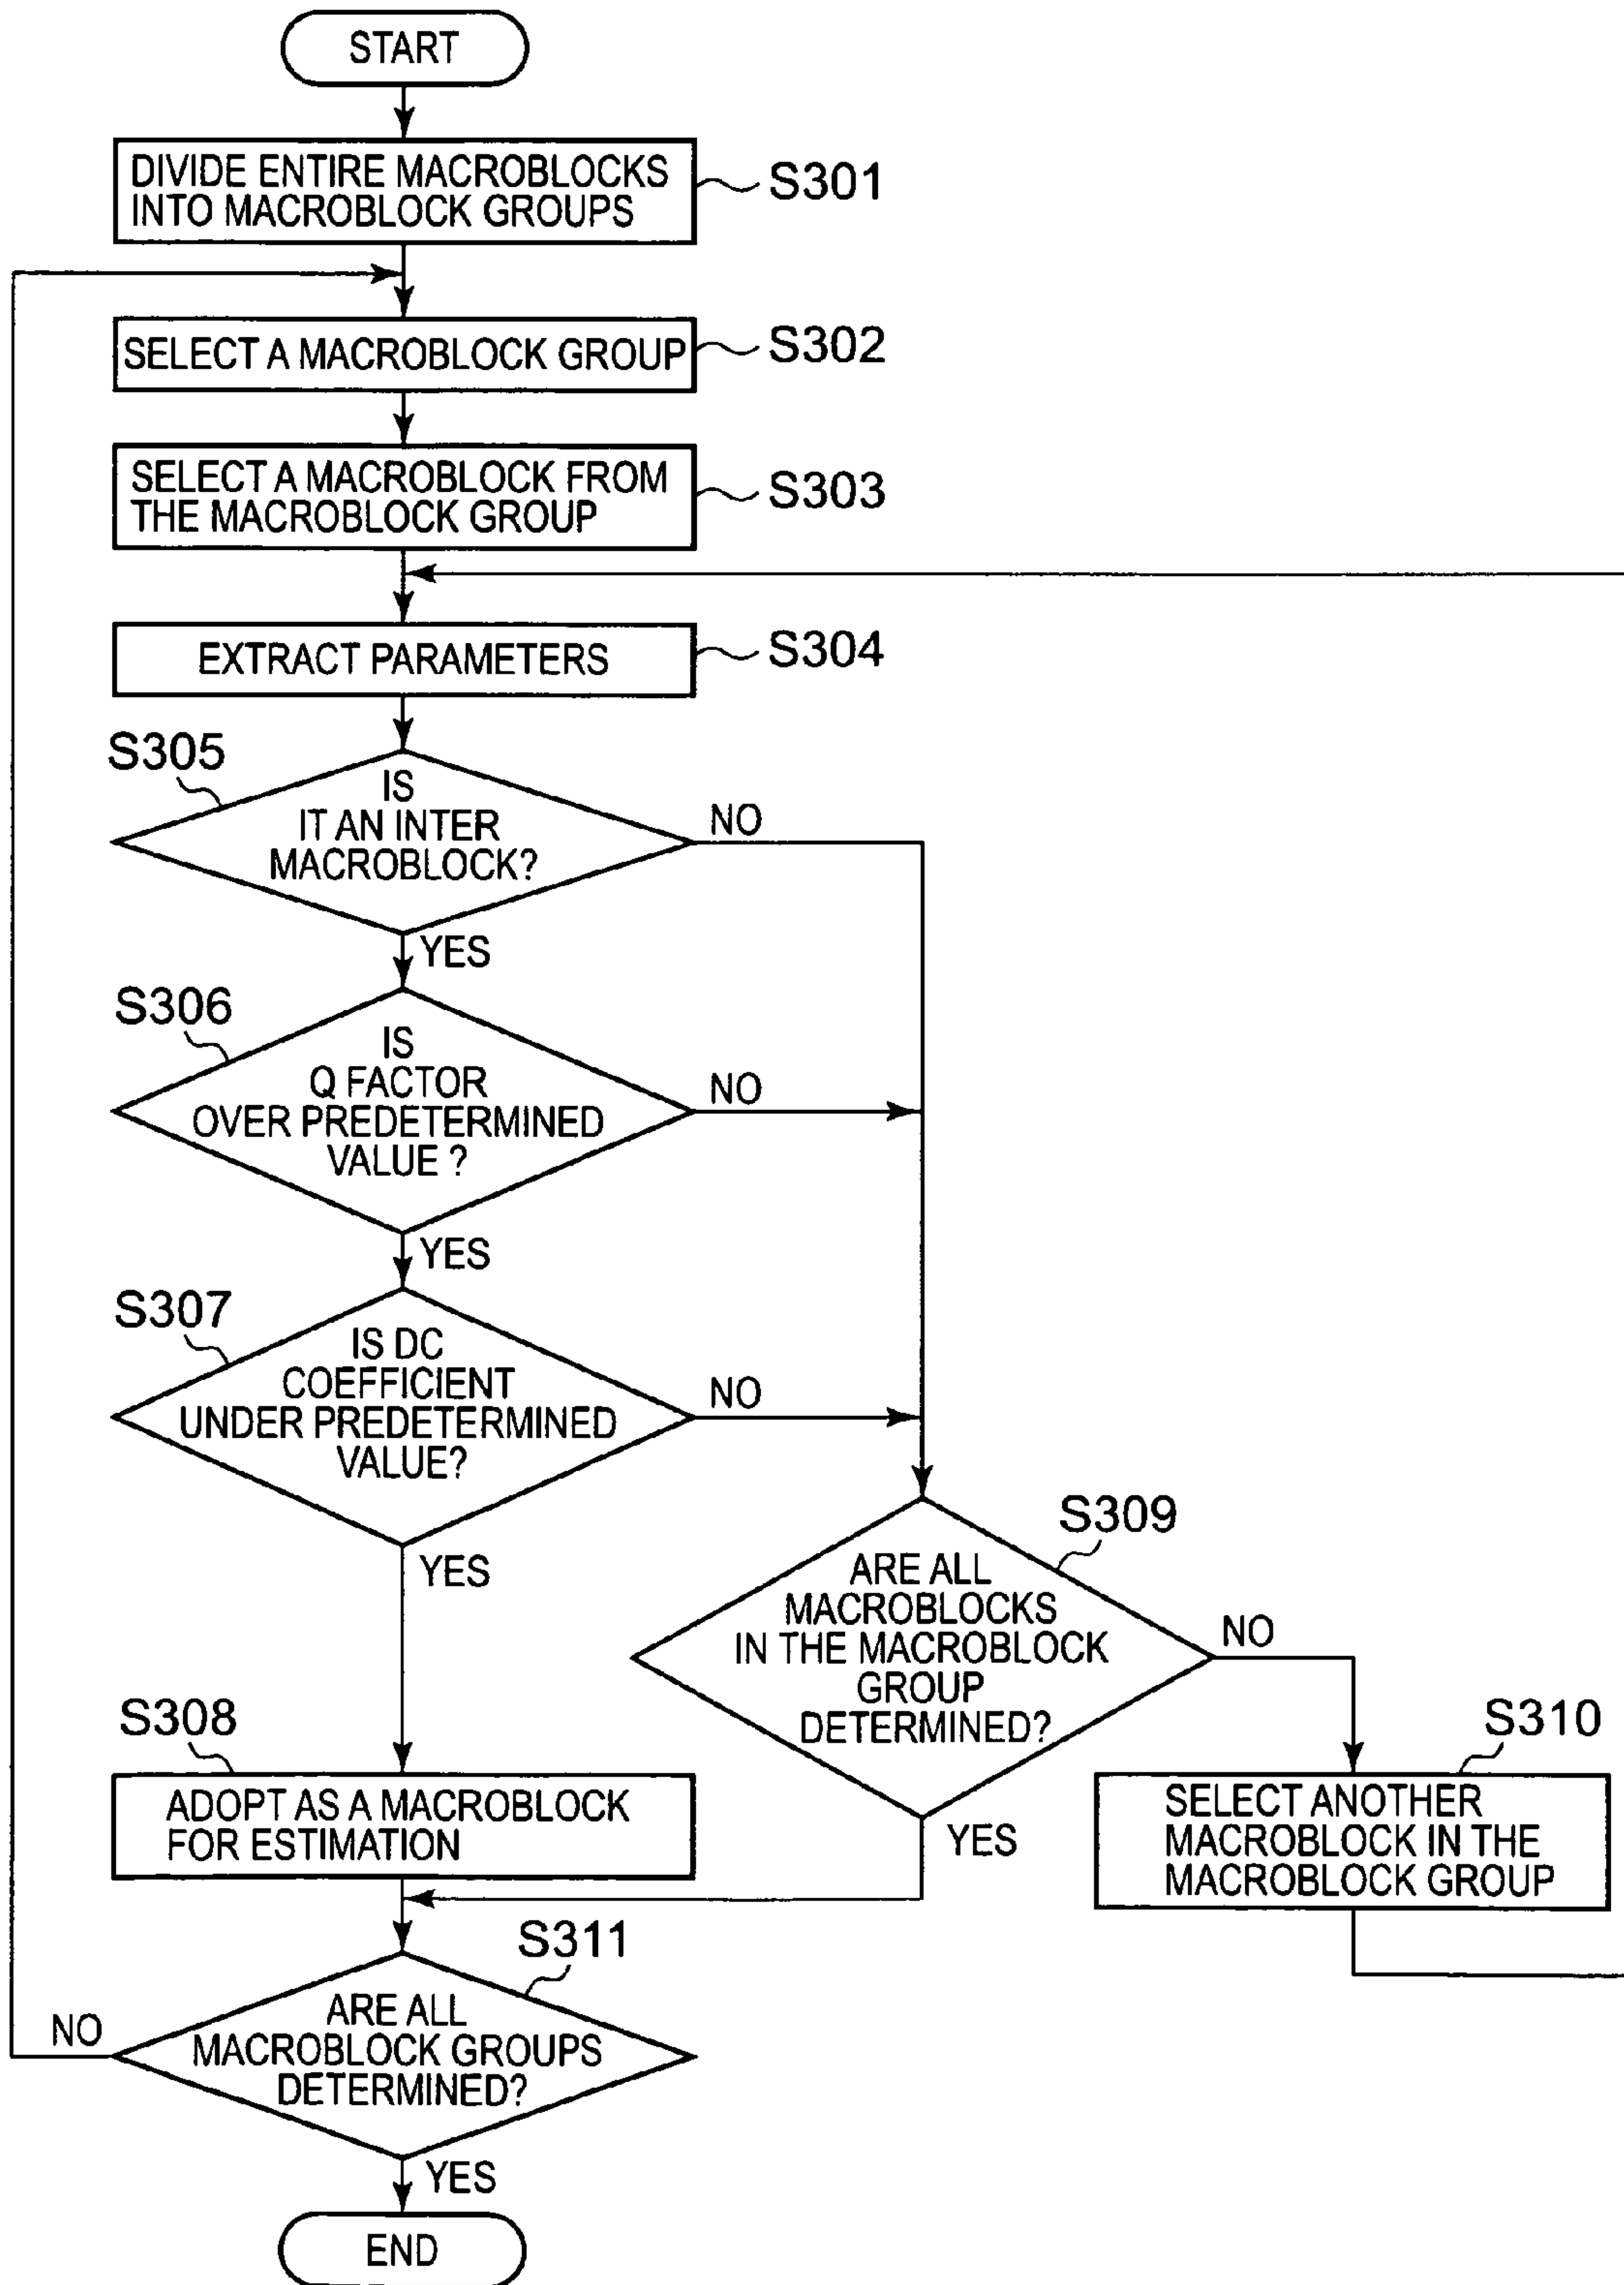 START
DIVIDE ENTIRE MACROBLOCKS
INTO MACROBLOCK GROUPS
S301
SELECT A MACROBLOCK GROUP
S302
SELECT A MACROBLOCK FROM
THE MACROBLOCK GROUP
S303
EXTRACT PARAMETERS
S304
S305
IS
IT AN INTER
MACROBLOCK?
NO
YES
S306
IS
Q FACTOR
OVER PREDETERMINED
VALUE ?
NO
YES
S307
IS DC
COEFFICIENT
UNDER PREDETERMINED
VALUE?
NO
YES
S309
ARE ALL
MACROBLOCKS
IN THE MACROBLOCK
GROUP
DETERMINED?
NO
YES
S308
ADOPT AS A MACROBLOCK
FOR ESTIMATION
S310
SELECT ANOTHER
MACROBLOCK IN THE
MACROBLOCK GROUP
S311
ARE ALL
MACROBLOCK GROUPS
DETERMINED?
NO
YES
END